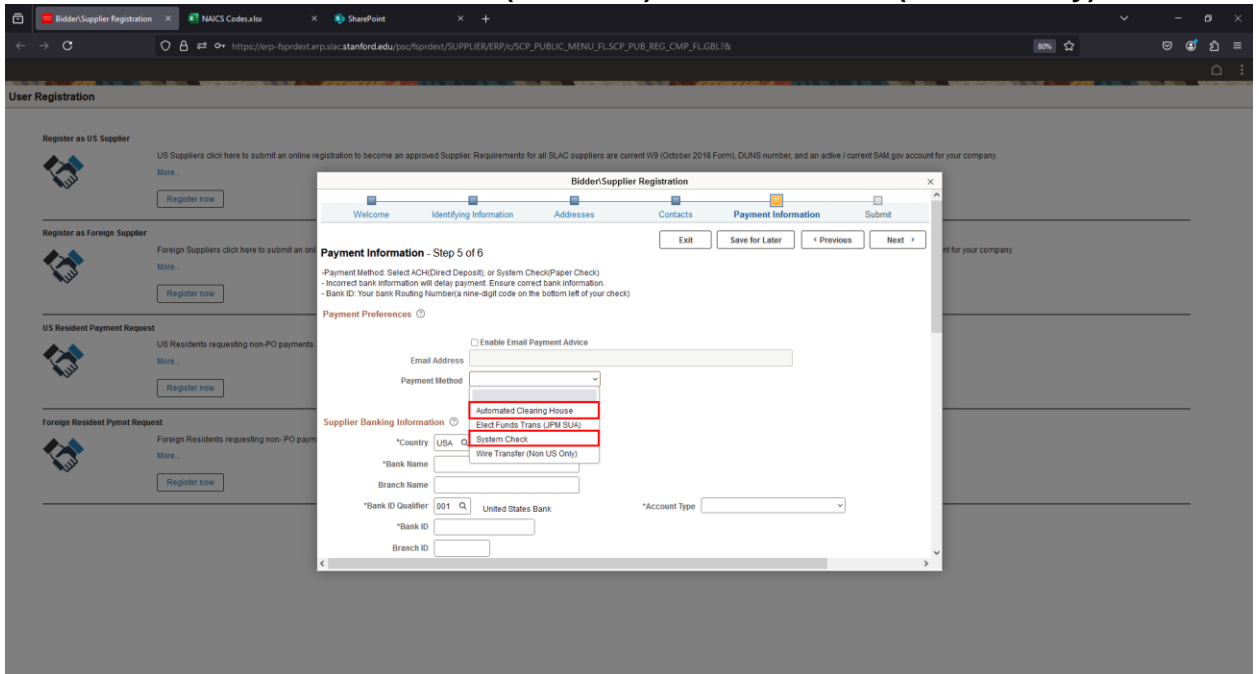 Bidder\Supplier Registration
NAICS Codes.xlsx
SharePoint
https://erp-fsprdext.erp.slac.stanford.edu/psc/fsprdext/SUPPLIER/ERP/c/SCP_PUBLIC_MENU_FL.SCP_PUB_REG_CMP_FL.GBL?&
80%
User Registration
Register as US Supplier
US Suppliers click here to submit an online registration to become an approved Supplier. Requirements for all SLAC suppliers are current W9 (October 2018 Form), DUNS number, and an active / current SAM.gov account for your company.
More...
Register now
Register as Foreign Supplier
Foreign Suppliers click here to submit an onl
nt for your company.
More...
Register now
US Resident Payment Request
US Residents requesting non-PO payments
More...
Register now
Foreign Resident Pymnt Request
Foreign Residents requesting non- PO paym
More...
Register now
Bidder\Supplier Registration
Welcome
Identifying Information
Addresses
Contacts
Payment Information
Submit
Exit
Save for Later
Previous
Next
Payment Information - Step 5 of 6
-Payment Method: Select ACH(Direct Deposit), or System Check(Paper Check)
- Incorrect bank information will delay payment. Ensure correct bank information.
- Bank ID: Your bank Routing Number(a nine-digit code on the bottom left of your check)
Payment Preferences
Enable Email Payment Advice
Email Address
Payment Method
Automated Clearing House
Elect Funds Trans (JPM SUA)
System Check
Wire Transfer (Non US Only)
Supplier Banking Information
*Country USA
*Bank Name
Branch Name
*Bank ID Qualifier 001 United States Bank
*Account Type
*Bank ID
Branch ID